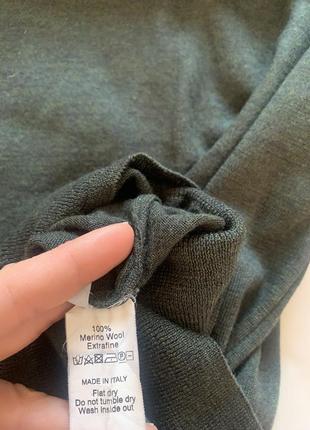 100%
Merino Wool
Extrafine
MADE IN ITALY
Flat dry
Do not tumble dry
Wash inside out